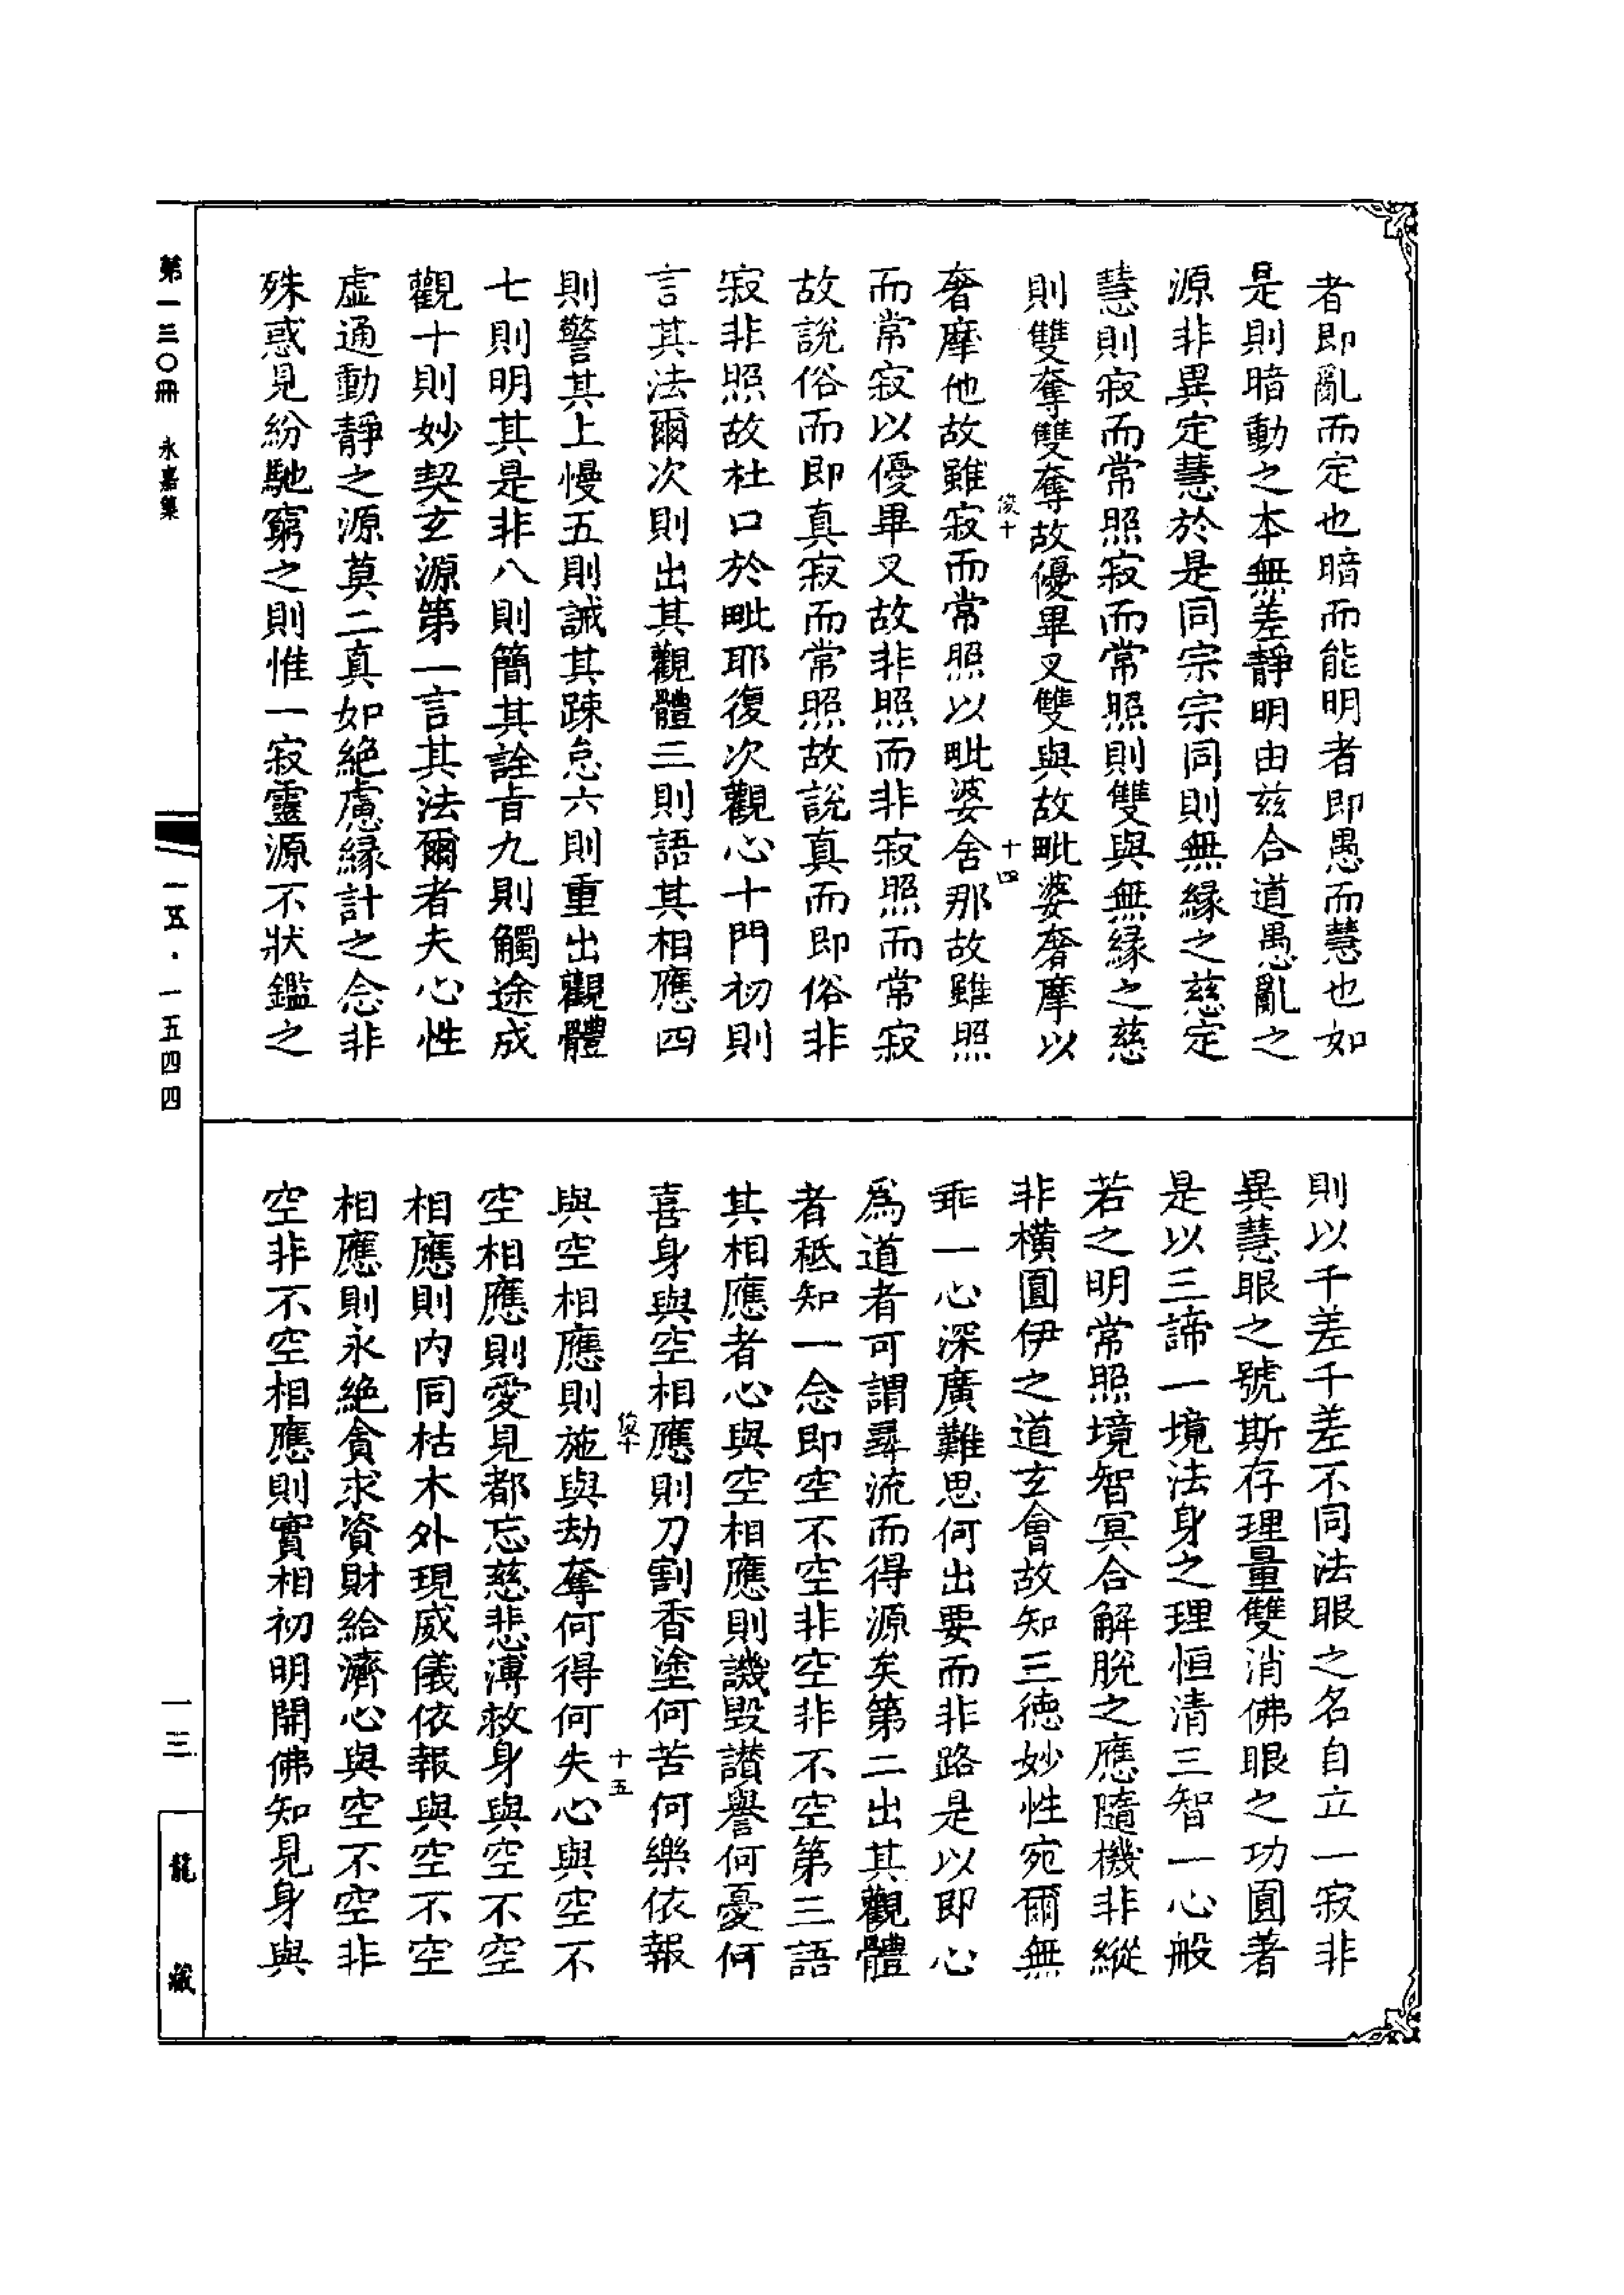 者即亂而定也暗而能明者即愚而慧也如
是則暗動之本無差靜明由茲合道愚亂之
源非異定慧於是同宗宗同則無緣之慈定
慧則寂而常照寂而常照則雙與無緣之慈
則雙奪雙奪故優畢叉雙與故毗婆奢摩以
俊十
十四
奢摩他故雖寂而常照以毗婆舍那故雖照
而常寂以優畢叉故非照而非寂照而常寂
故說俗而即真寂而常照故說真而即俗非
寂非照故杜口於毗耶復次觀心十門初則
言其法爾次則出其觀體三則語其相應四
則警其上慢五則誡其踈怠六則重出觀體
七則明其是非八則簡其詮旨九則觸途成
觀十則妙契玄源第一言其法爾者夫心性
虛通動靜之源莫二真如絕慮緣計之念非
殊惑見紛馳窮之則惟一寂靈源不狀鑑之
則以千差千差不同法眼之名自立一寂非
異慧眼之號斯存理量雙消佛眼之功圓著
是以三諦一境法身之理恒清三智一心般
若之明常照境智冥合解脫之應隨機非縱
非橫圓伊之道玄會故知三德妙性宛爾無
乖一心深廣難思何出要而非路是以即心
為道者可謂尋流而得源矣第二出其觀體
者秪知一念即空不空非空非不空第三語
其相應者心與空相應則譏毀讚譽何憂何
喜身與空相應則刀割香塗何苦何樂依報
俊十
十五
與空相應則施與劫奪何得何失心與空不
空相應則愛見都忘慈悲溥救身與空不空
相應則內同枯木外現威儀依報與空不空
相應則永絕貪求資財給濟心與空不空非
空非不空相應則實相初明開佛知見身與
第一三〇冊 永嘉集
一五·一五四四
一三
龍藏